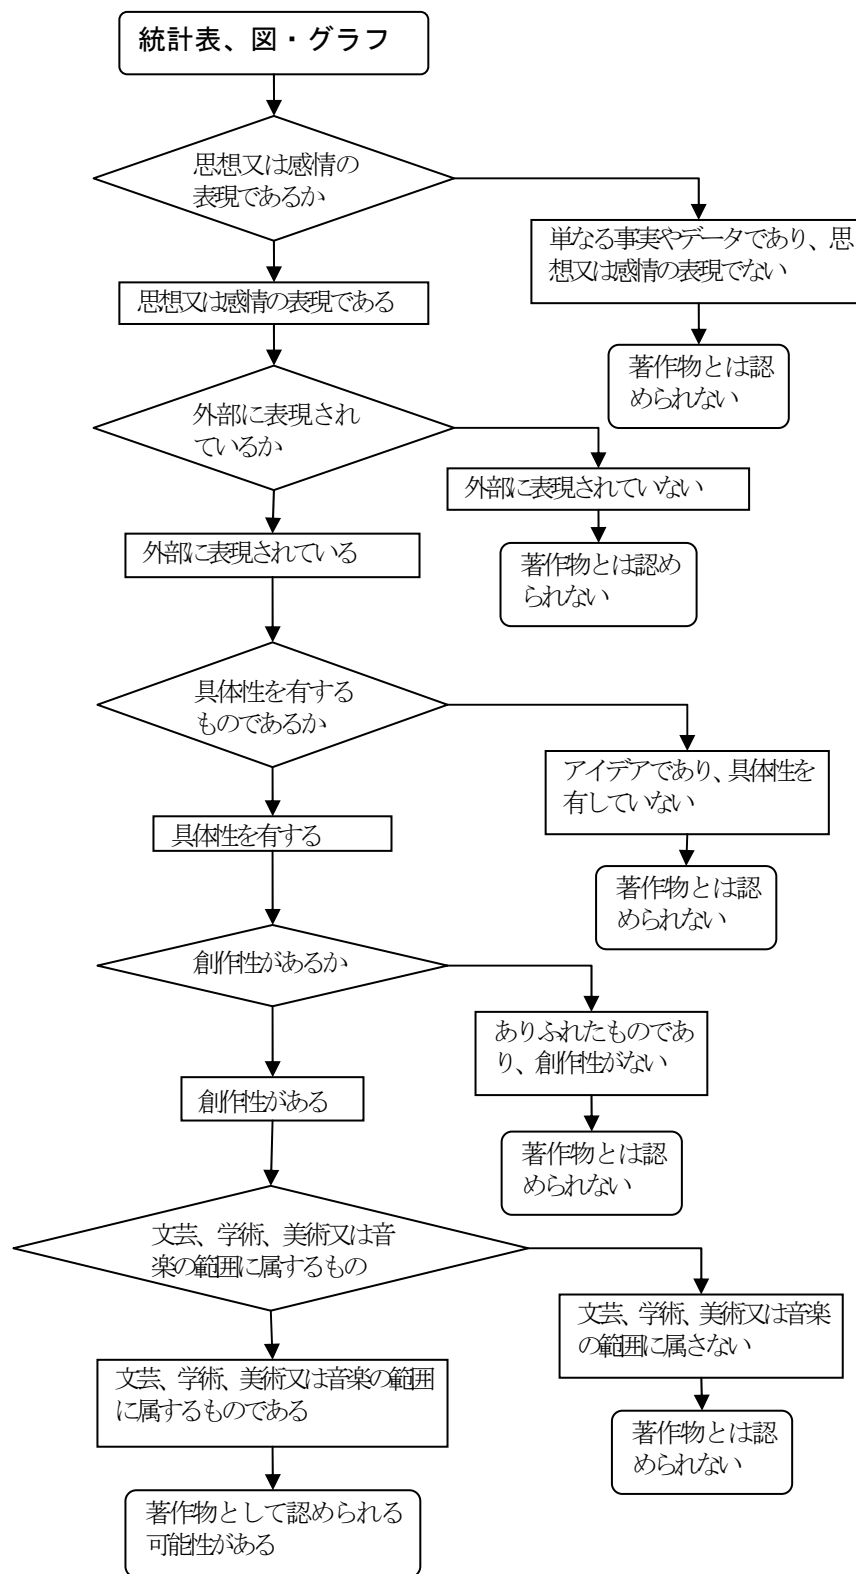 統計表、図・グラフ
思想又は感情の
表現であるか
単なる事実やデータであり、思
想又は感情の表現でない
思想又は感情の表現である
著作物とは認
められない
外部に表現され
ているか
外部に表現されていない
外部に表現されている
著作物とは認め
られない
具体性を有する
ものであるか
アイデアであり、具体性を
有していない
具体性を有する
著作物とは認
められない
創作性があるか
ありふれたものであ
り、創作性がない
創作性がある
著作物とは認
められない
文芸、学術、美術又は音
楽の範囲に属するもの
文芸、学術、美術又は音楽
の範囲に属さない
文芸、学術、美術又は音楽の範囲
に属するものである
著作物とは認
められない
著作物として認められる
可能性がある